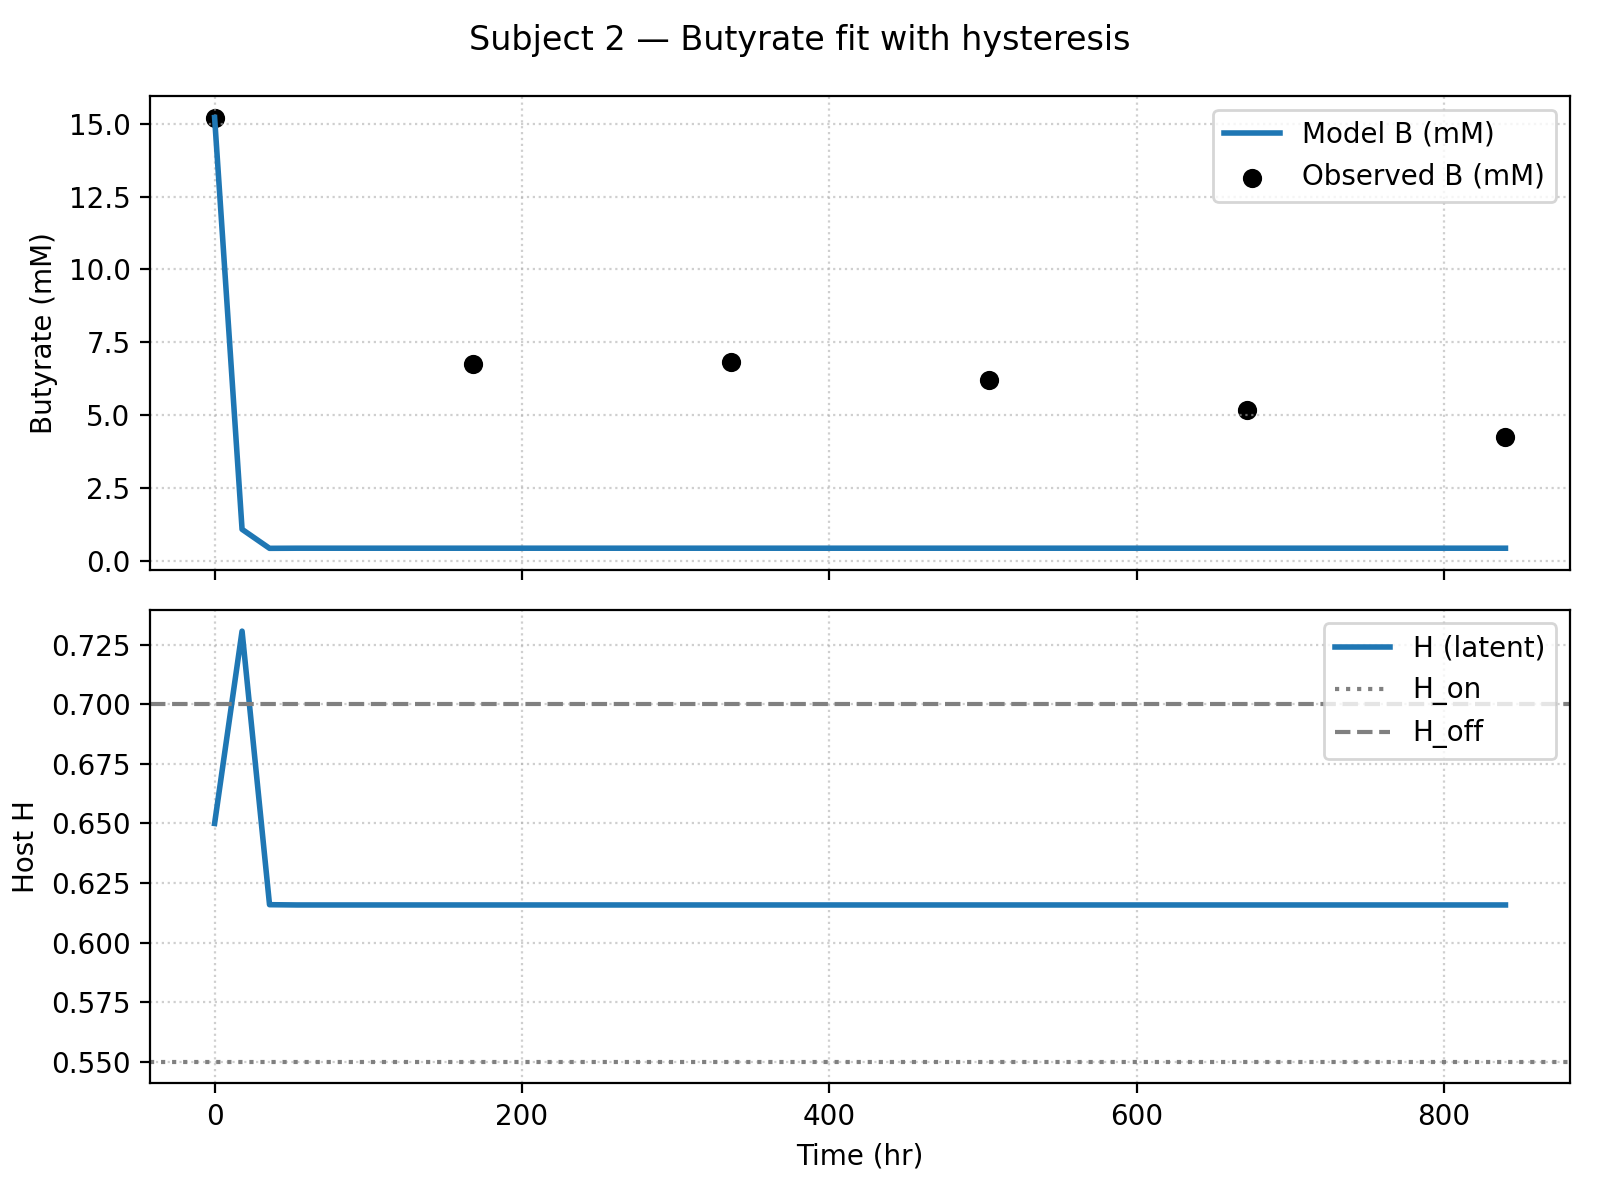 Subject 2 — Butyrate fit with hysteresis
Butyrate (mM)
15.0
12.5
10.0
7.5
5.0
2.5
0.0
Model B (mM)
Observed B (mM)
Host H
0.725
0.700
0.675
0.650
0.625
0.600
0.575
0.550
H (latent)
H_on
H_off
0 200 400 600 800
Time (hr)